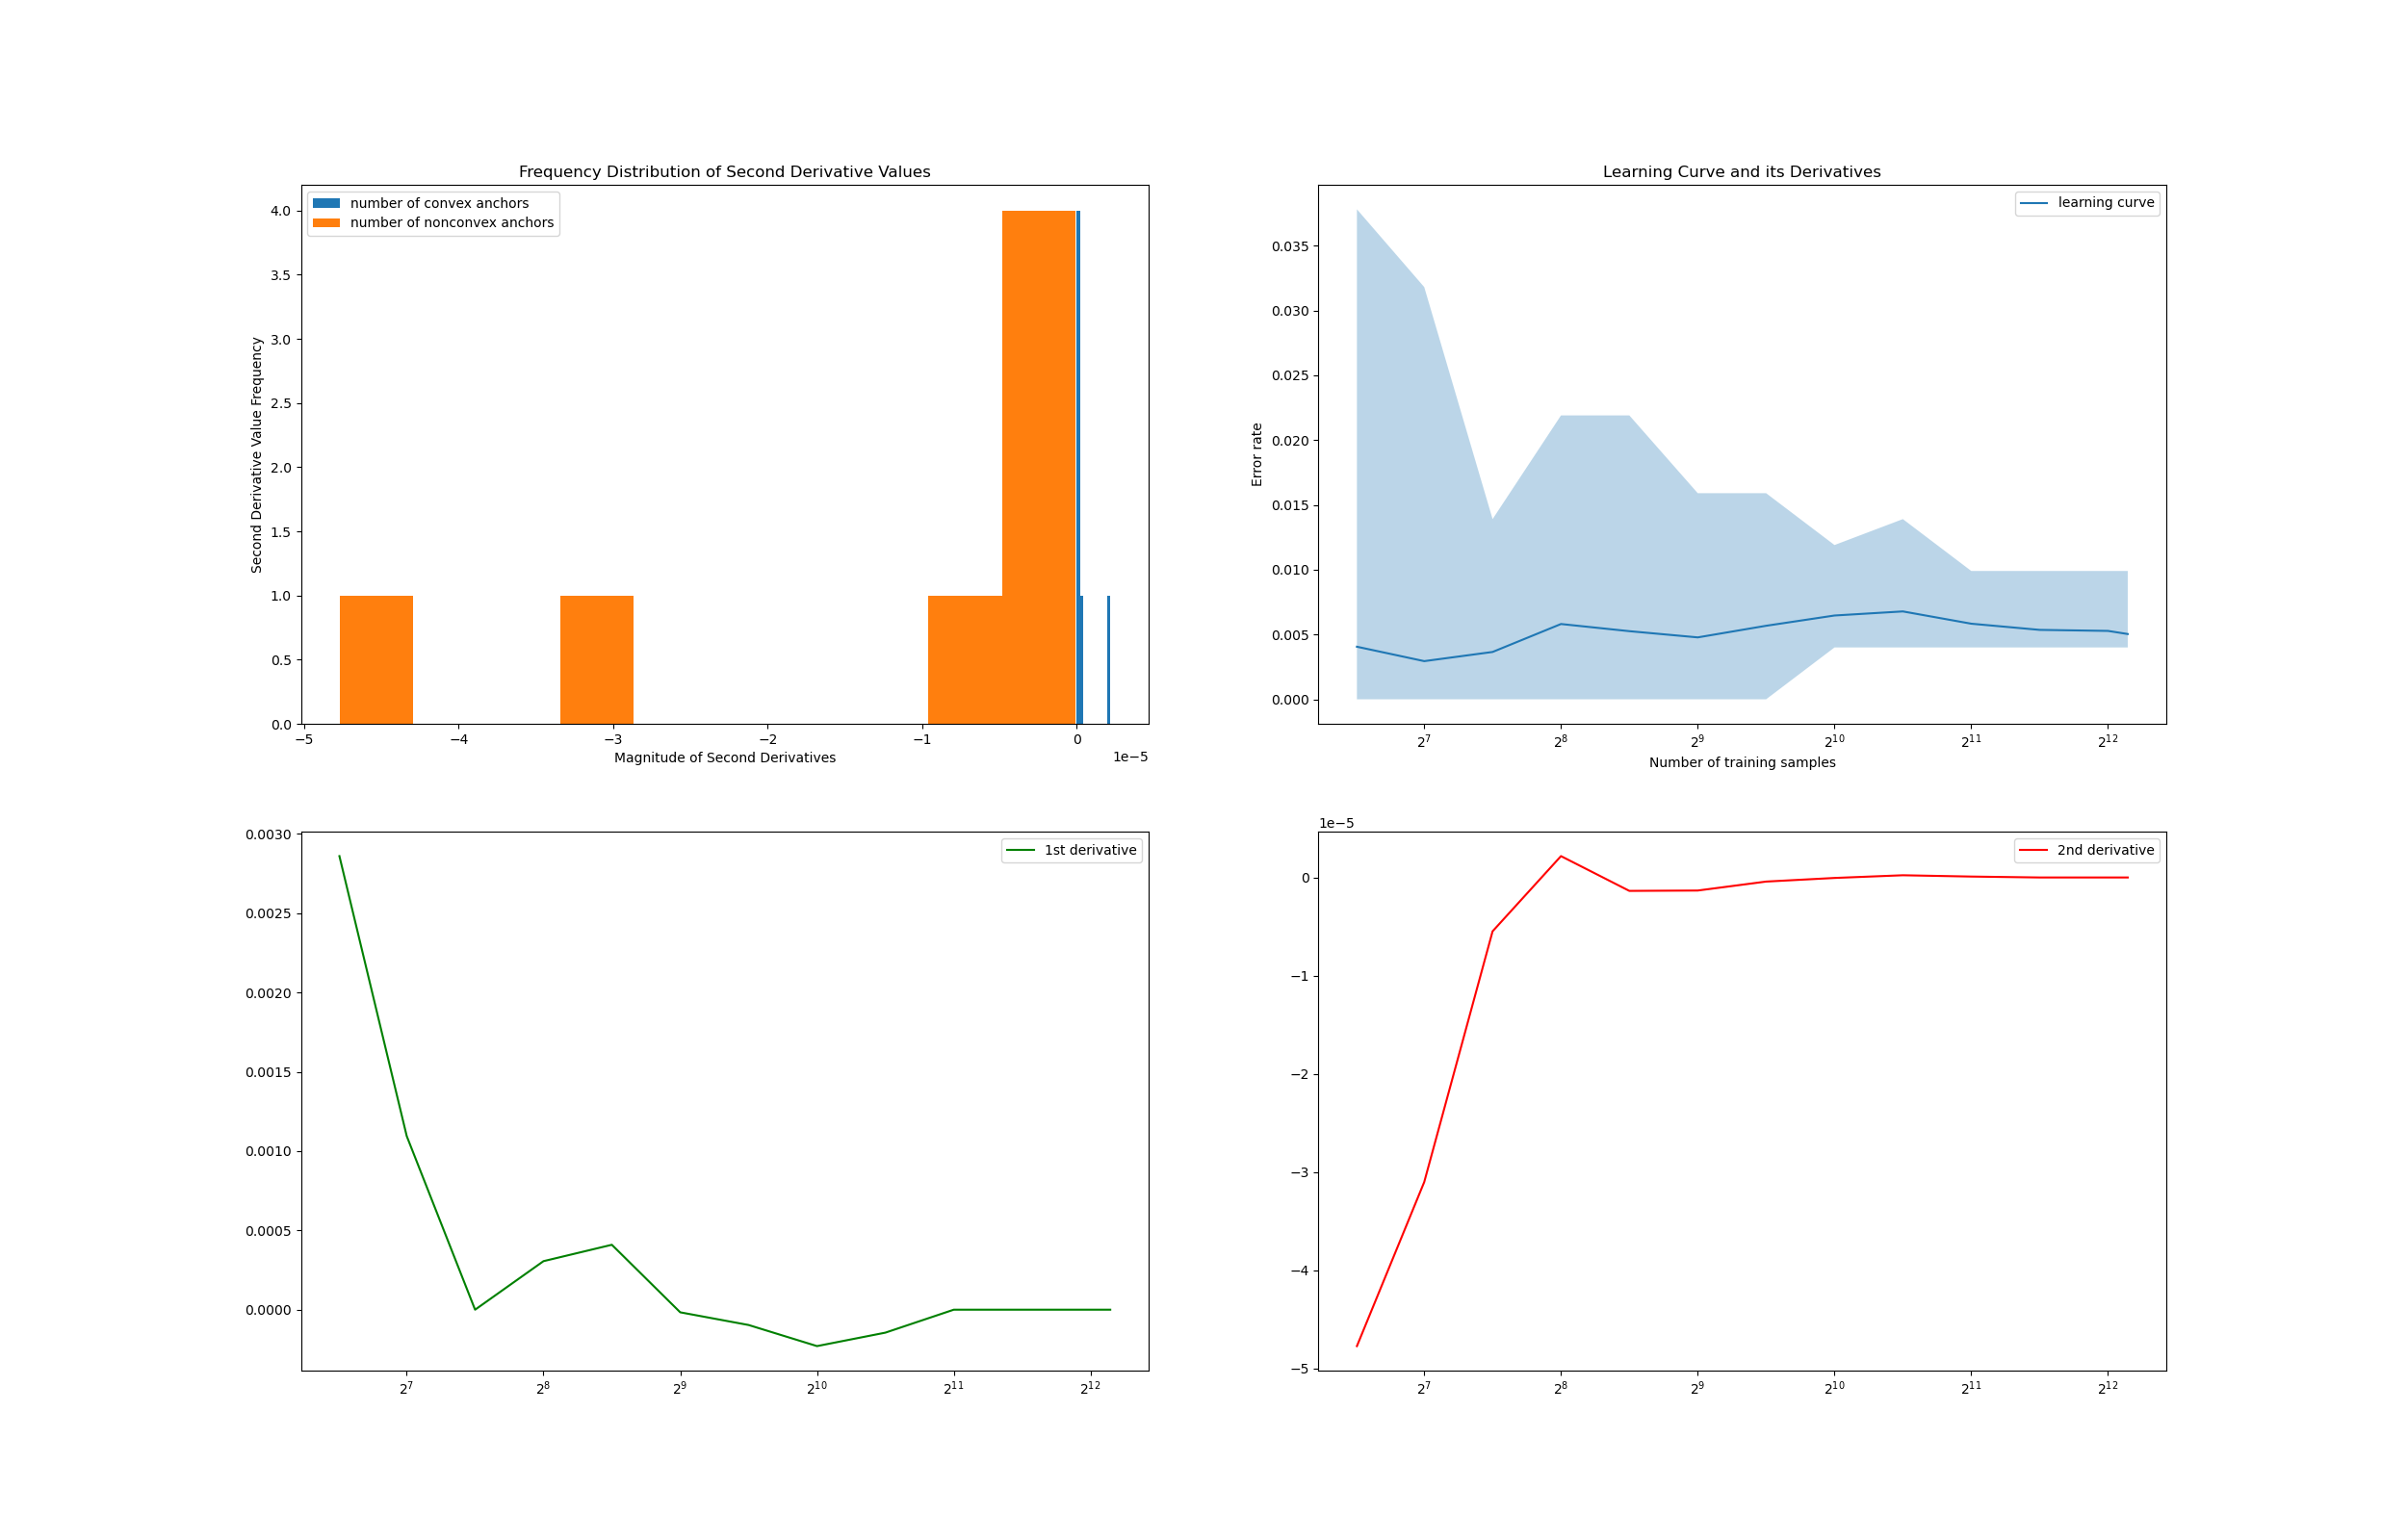 Frequency Distribution of Second Derivative Values
number of convex anchors
number of nonconvex anchors
Second Derivative Value Frequency
4.0
3.5
3.0
2.5
2.0
1.5
1.0
0.5
0.0
−5 −4 −3 −2 −1 0
1e−5
Magnitude of Second Derivatives
Learning Curve and its Derivatives
learning curve
Error rate
0.035
0.030
0.025
0.020
0.015
0.010
0.005
0.000
2^7 2^8 2^9 2^10 2^11 2^12
Number of training samples
1st derivative
0.0030
0.0025
0.0020
0.0015
0.0010
0.0005
0.0000
2^7 2^8 2^9 2^10 2^11 2^12
1e−5
2nd derivative
0
−1
−2
−3
−4
−5
2^7 2^8 2^9 2^10 2^11 2^12